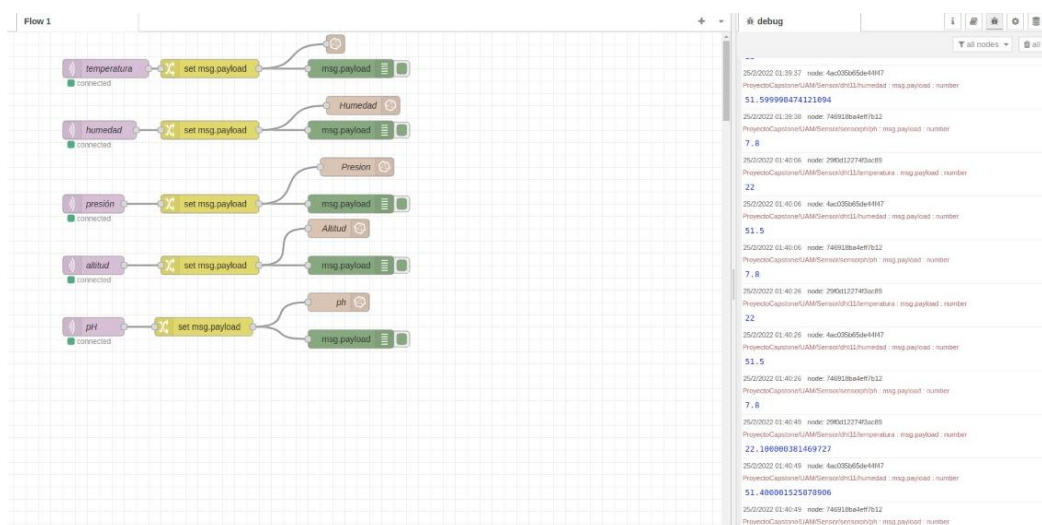 Flow 1
debug
all nodes
all
temperatura
set msg.payload
msg.payload
connected
Humedad
humedad
set msg.payload
msg.payload
connected
Presion
presión
set msg.payload
msg.payload
connected
Altitud
altitud
set msg.payload
msg.payload
connected
ph
pH
set msg.payload
msg.payload
connected
25/2/2022 01:39:37 node: 4ac035b65de44f47
ProyectoCapstone/UAM/Sensor/dht11/humedad : msg.payload : number
51.599998474121094
25/2/2022 01:39:38 node: 746918ba4eff7b12
ProyectoCapstone/UAM/Sensor/sensorph/ph : msg.payload : number
7.8
25/2/2022 01:40:06 node: 29f0d12274f3ac89
ProyectoCapstone/UAM/Sensor/dht11/temperatura : msg.payload : number
22
25/2/2022 01:40:06 node: 4ac035b65de44f47
ProyectoCapstone/UAM/Sensor/dht11/humedad : msg.payload : number
51.5
25/2/2022 01:40:06 node: 746918ba4eff7b12
ProyectoCapstone/UAM/Sensor/sensorph/ph : msg.payload : number
7.8
25/2/2022 01:40:26 node: 29f0d12274f3ac89
ProyectoCapstone/UAM/Sensor/dht11/temperatura : msg.payload : number
22
25/2/2022 01:40:26 node: 4ac035b65de44f47
ProyectoCapstone/UAM/Sensor/dht11/humedad : msg.payload : number
51.5
25/2/2022 01:40:26 node: 746918ba4eff7b12
ProyectoCapstone/UAM/Sensor/sensorph/ph : msg.payload : number
7.8
25/2/2022 01:40:49 node: 29f0d12274f3ac89
ProyectoCapstone/UAM/Sensor/dht11/temperatura : msg.payload : number
22.100000381469727
25/2/2022 01:40:49 node: 4ac035b65de44f47
ProyectoCapstone/UAM/Sensor/dht11/humedad : msg.payload : number
51.400001525878906
25/2/2022 01:40:49 node: 746918ba4eff7b12
ProyectoCapstone/UAM/Sensor/sensorph/ph : msg.payload : number